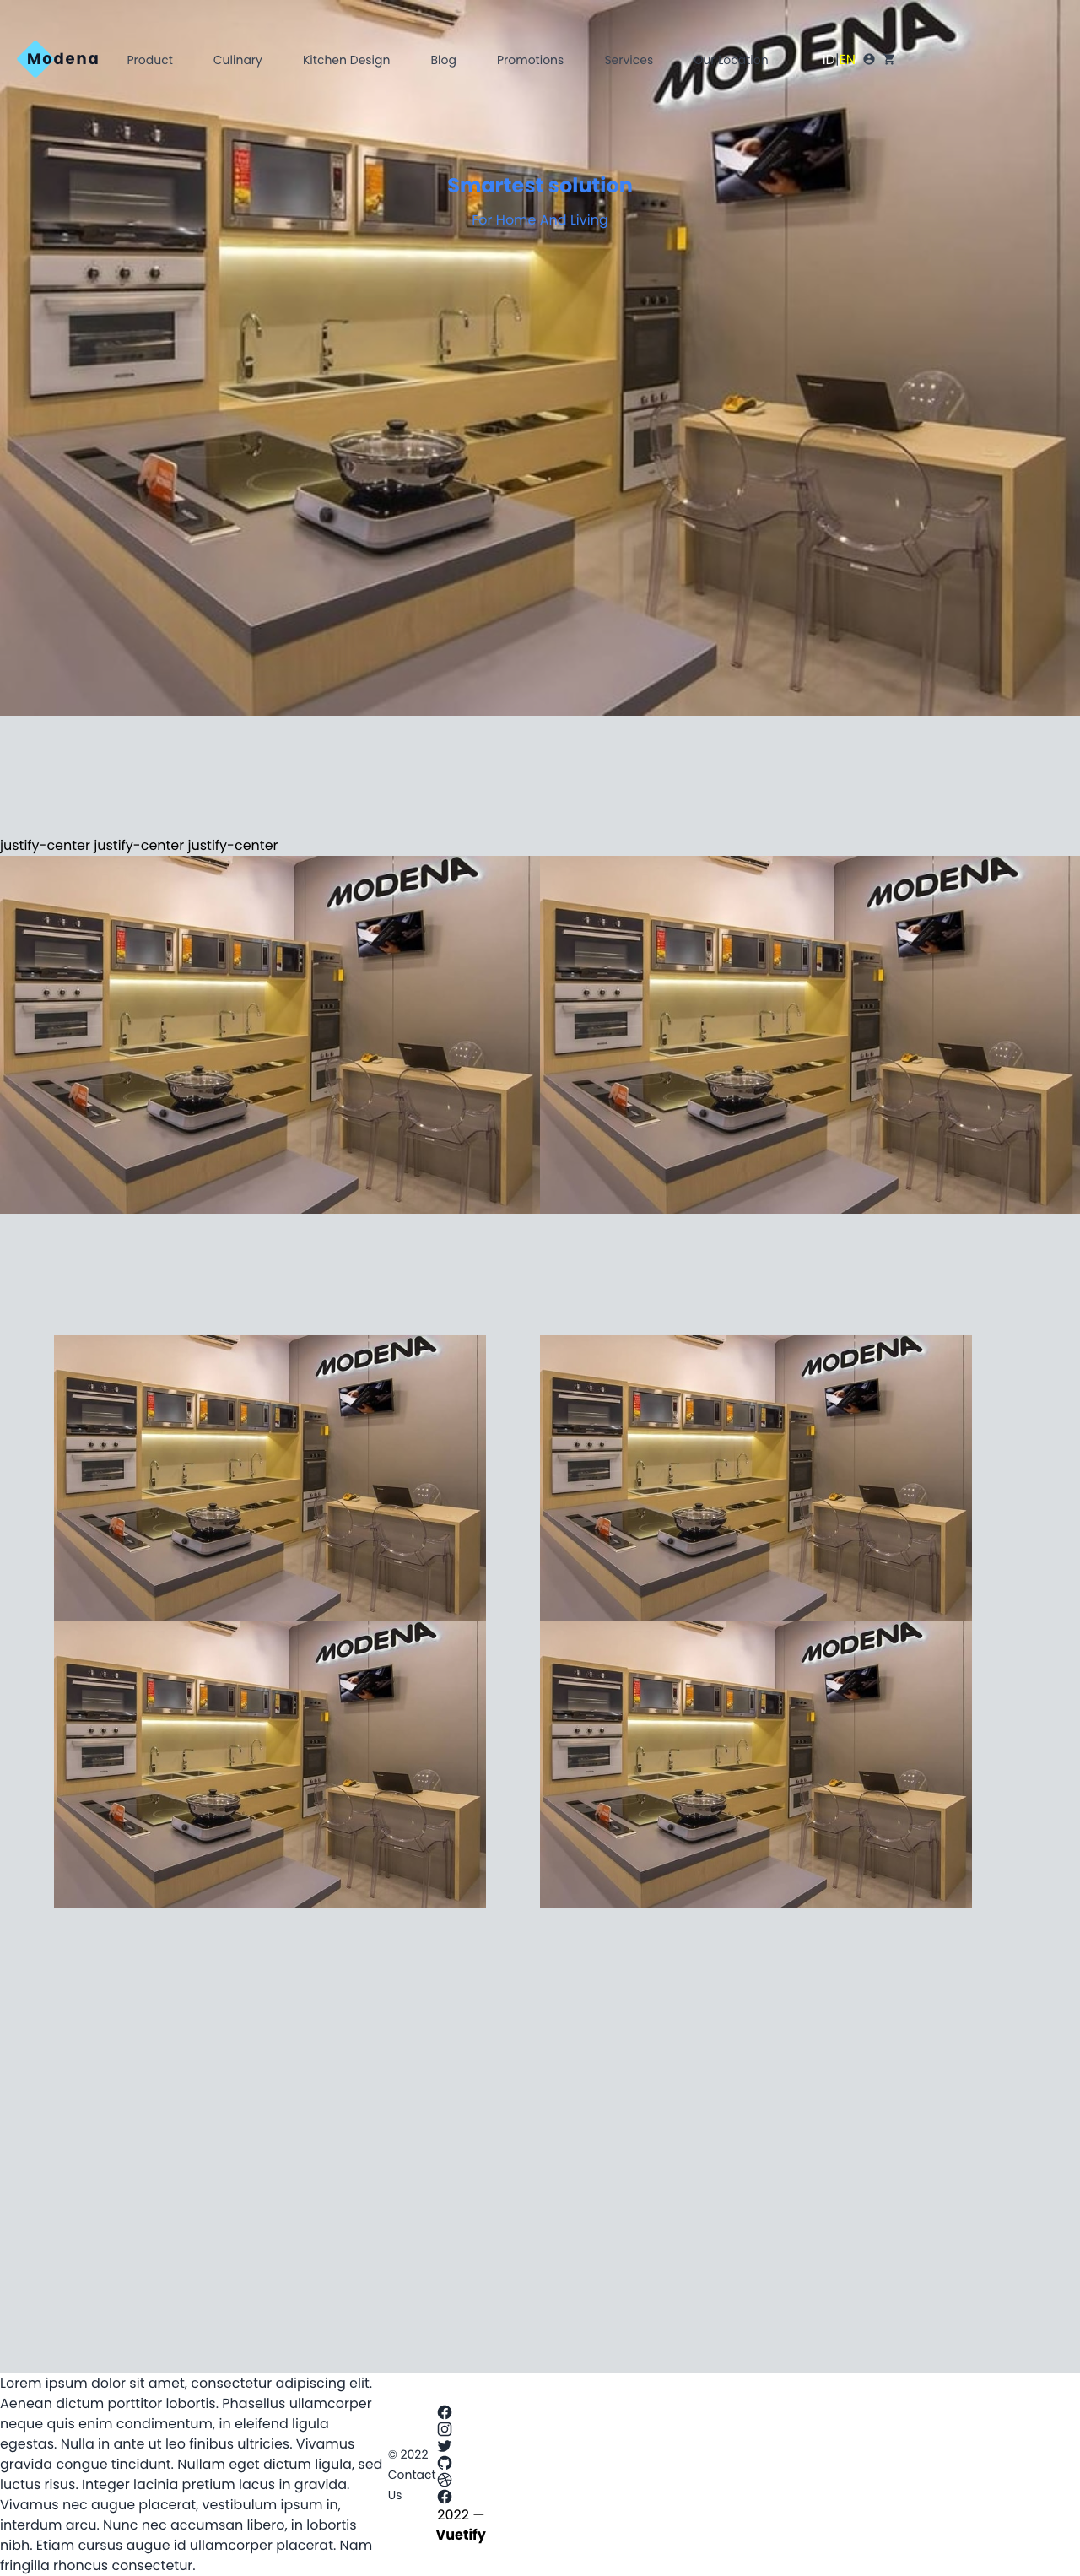 MODENA
Modena Product Culinary Kitchen Design Blog Promotions Services Our Location ID|EN
Smartest solution
For Home And Living
justify-center justify-center justify-center
MODENA MODENA
MODENA MODENA
MODENA MODENA
Lorem ipsum dolor sit amet, consectetur adipiscing elit.
Aenean dictum porttitor lobortis. Phasellus ullamcorper
neque quis enim condimentum, in eleifend ligula
egestas. Nulla in ante ut leo finibus ultricies. Vivamus
gravida congue tincidunt. Nullam eget dictum ligula, sed
luctus risus. Integer lacinia pretium lacus in gravida.
Vivamus nec augue placerat, vestibulum ipsum in,
interdum arcu. Nunc nec accumsan libero, in lobortis
nibh. Etiam cursus augue id ullamcorper placerat. Nam
fringilla rhoncus consectetur.
© 2022
Contact
Us
2022 —
Vuetify